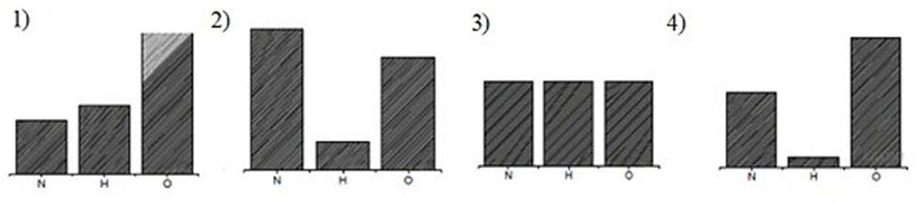 1) 2) 3) 4)
N H O N H O N H O N H O